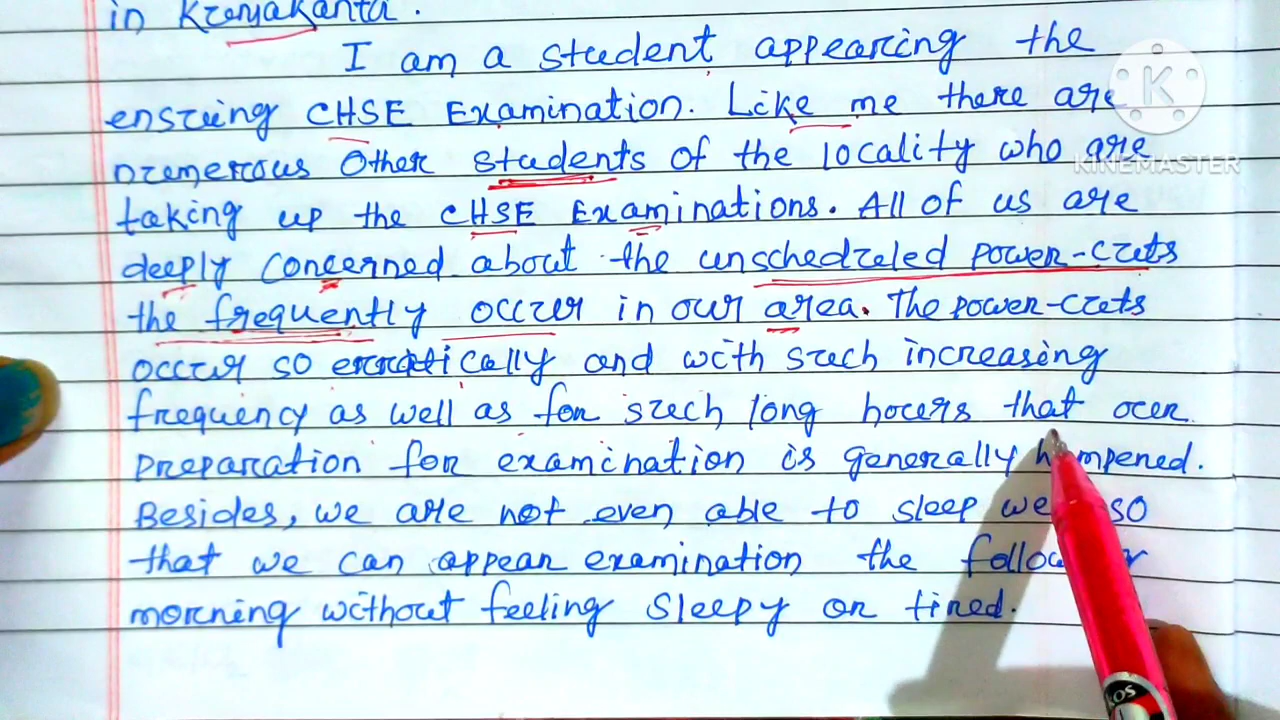 in Kronyakanta.
I am a student appearing the
ensuing CHSE Examination. Like me there are
numerous Other students of the locality who are
taking up the CHSE Examinations. All of us are
deeply concerned about the unscheduled power-cuts
the frequently occur in our area. The power-cuts
occur so erratically and with such increasing
frequency as well as for such long hours that our
preparation for examination is generally hampened.
Besides, we are not even able to sleep we so
that we can appear examination the
morning without feeling sleepy or tired.
K
KINEMASTER